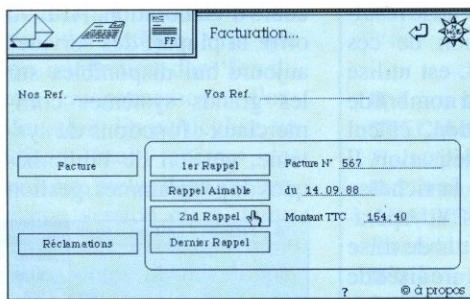 FF
Facturation...
Nos Ref.
Vos Ref.
Facture
1er Rappel
Facture N° 567
Rappel Aimable
du 14.09.88
2nd Rappel
Montant TTC 154.40
Réclamations
Dernier Rappel
? © à propos